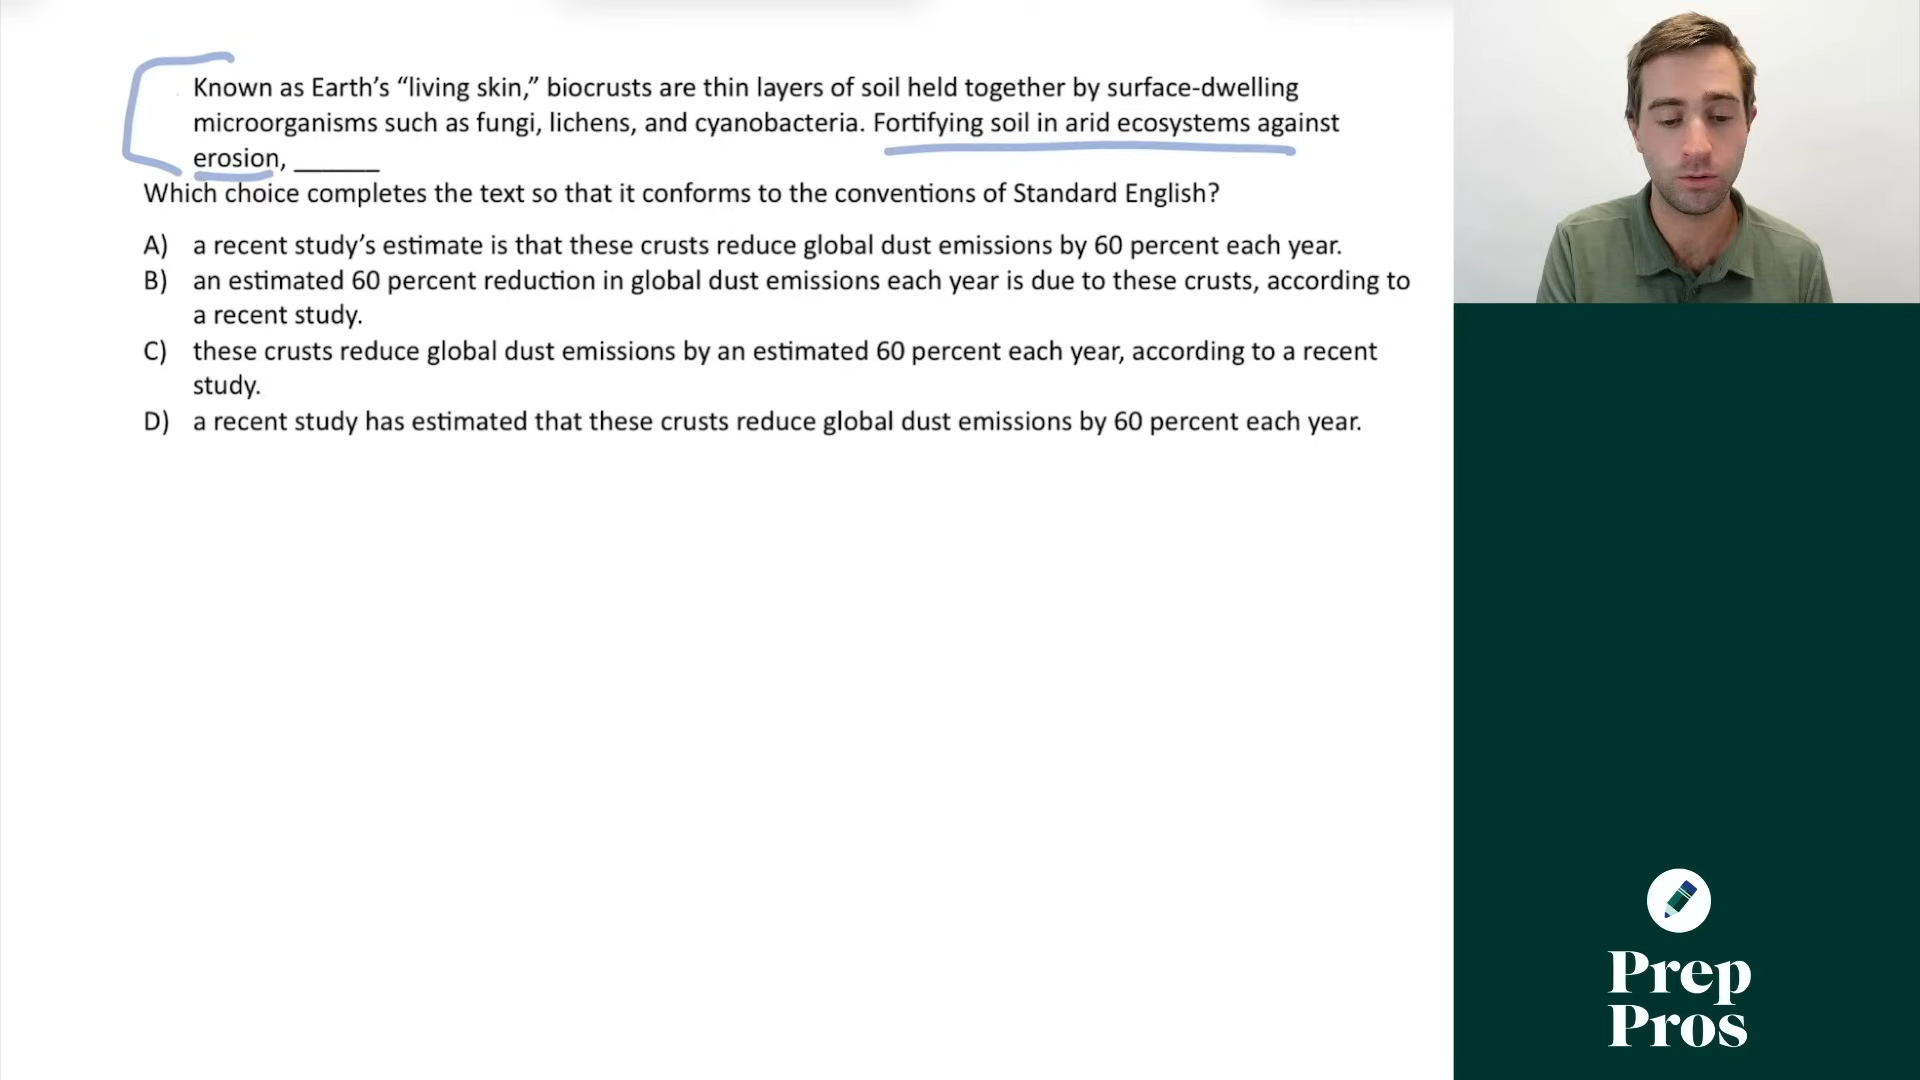 Known as Earth’s “living skin,” biocrusts are thin layers of soil held together by surface-dwelling
microorganisms such as fungi, lichens, and cyanobacteria. Fortifying soil in arid ecosystems against
erosion, ______
Which choice completes the text so that it conforms to the conventions of Standard English?
A) a recent study’s estimate is that these crusts reduce global dust emissions by 60 percent each year.
B) an estimated 60 percent reduction in global dust emissions each year is due to these crusts, according to
a recent study.
C) these crusts reduce global dust emissions by an estimated 60 percent each year, according to a recent
study.
D) a recent study has estimated that these crusts reduce global dust emissions by 60 percent each year.
Prep
Pros